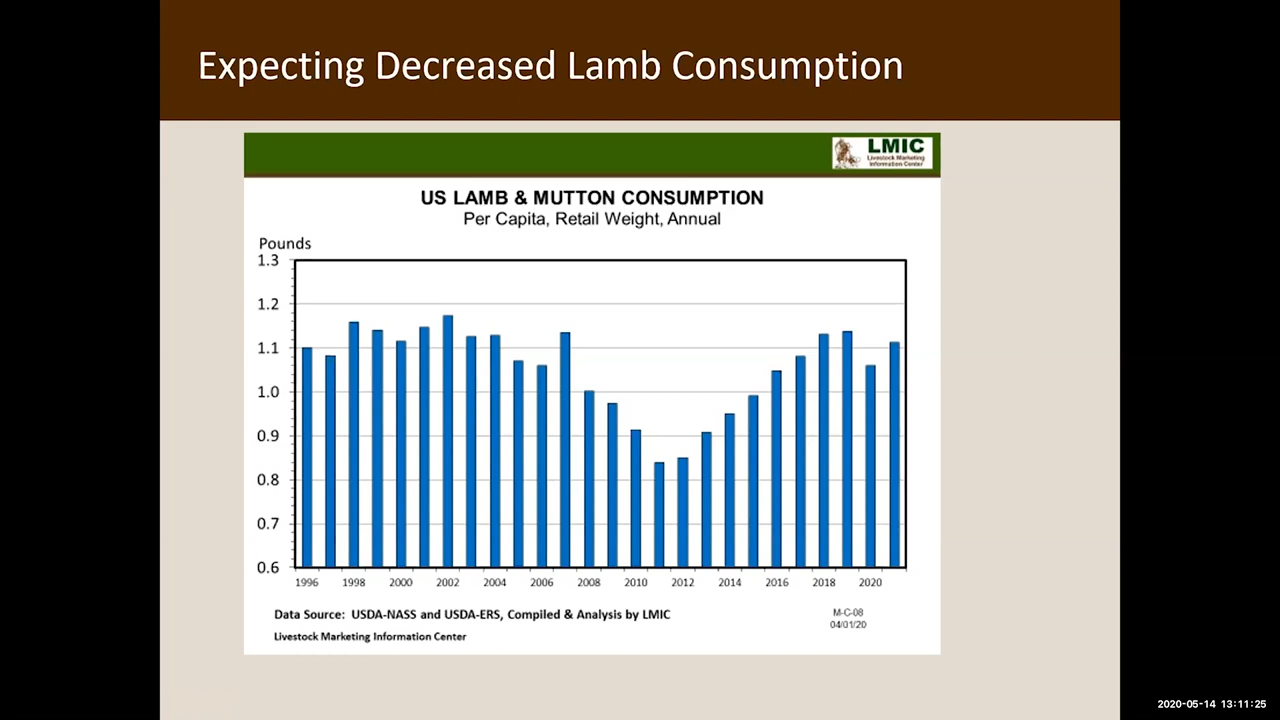 Expecting Decreased Lamb Consumption
LMIC
Livestock Marketing
Information Center
US LAMB & MUTTON CONSUMPTION
Per Capita, Retail Weight, Annual
Pounds
1.3
1.2
1.1
1.0
0.9
0.8
0.7
0.6
1996 1998 2000 2002 2004 2006 2008 2010 2012 2014 2016 2018 2020
Data Source: USDA-NASS and USDA-ERS, Compiled & Analysis by LMIC
Livestock Marketing Information Center
M-C-08
04/01/20
2020-05-14 13:11:25